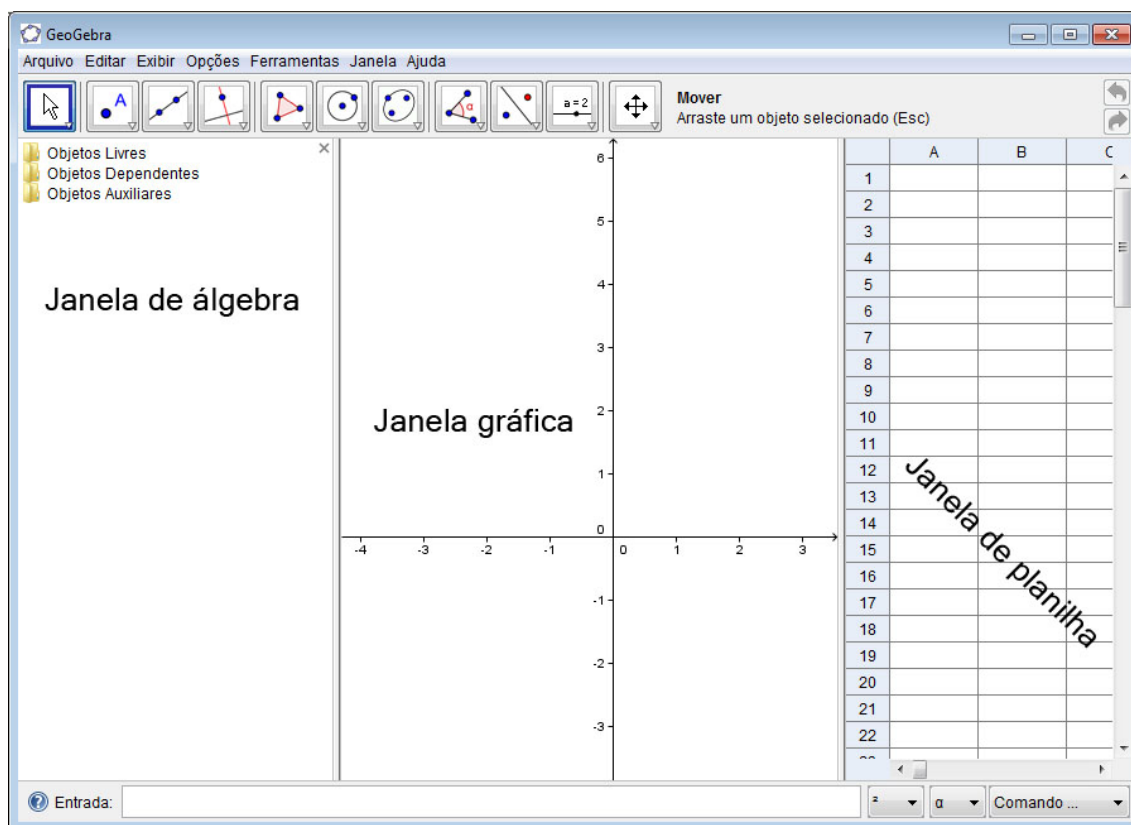 GeoGebra
Arquivo Editar Exibir Opções Ferramentas Janela Ajuda
A
α
a = 2
Mover
Arraste um objeto selecionado (Esc)
Objetos Livres
Objetos Dependentes
Objetos Auxiliares
Janela de álgebra
6
5
4
3
2
1
0
-4 -3 -2 -1 0 1 2 3
-1
-2
-3
Janela gráfica
A B C
1
2
3
4
5
6
7
8
9
10
11
12
13
14
15
16
17
18
19
20
21
22
Janela de planilha
Entrada:
² α Comando ...